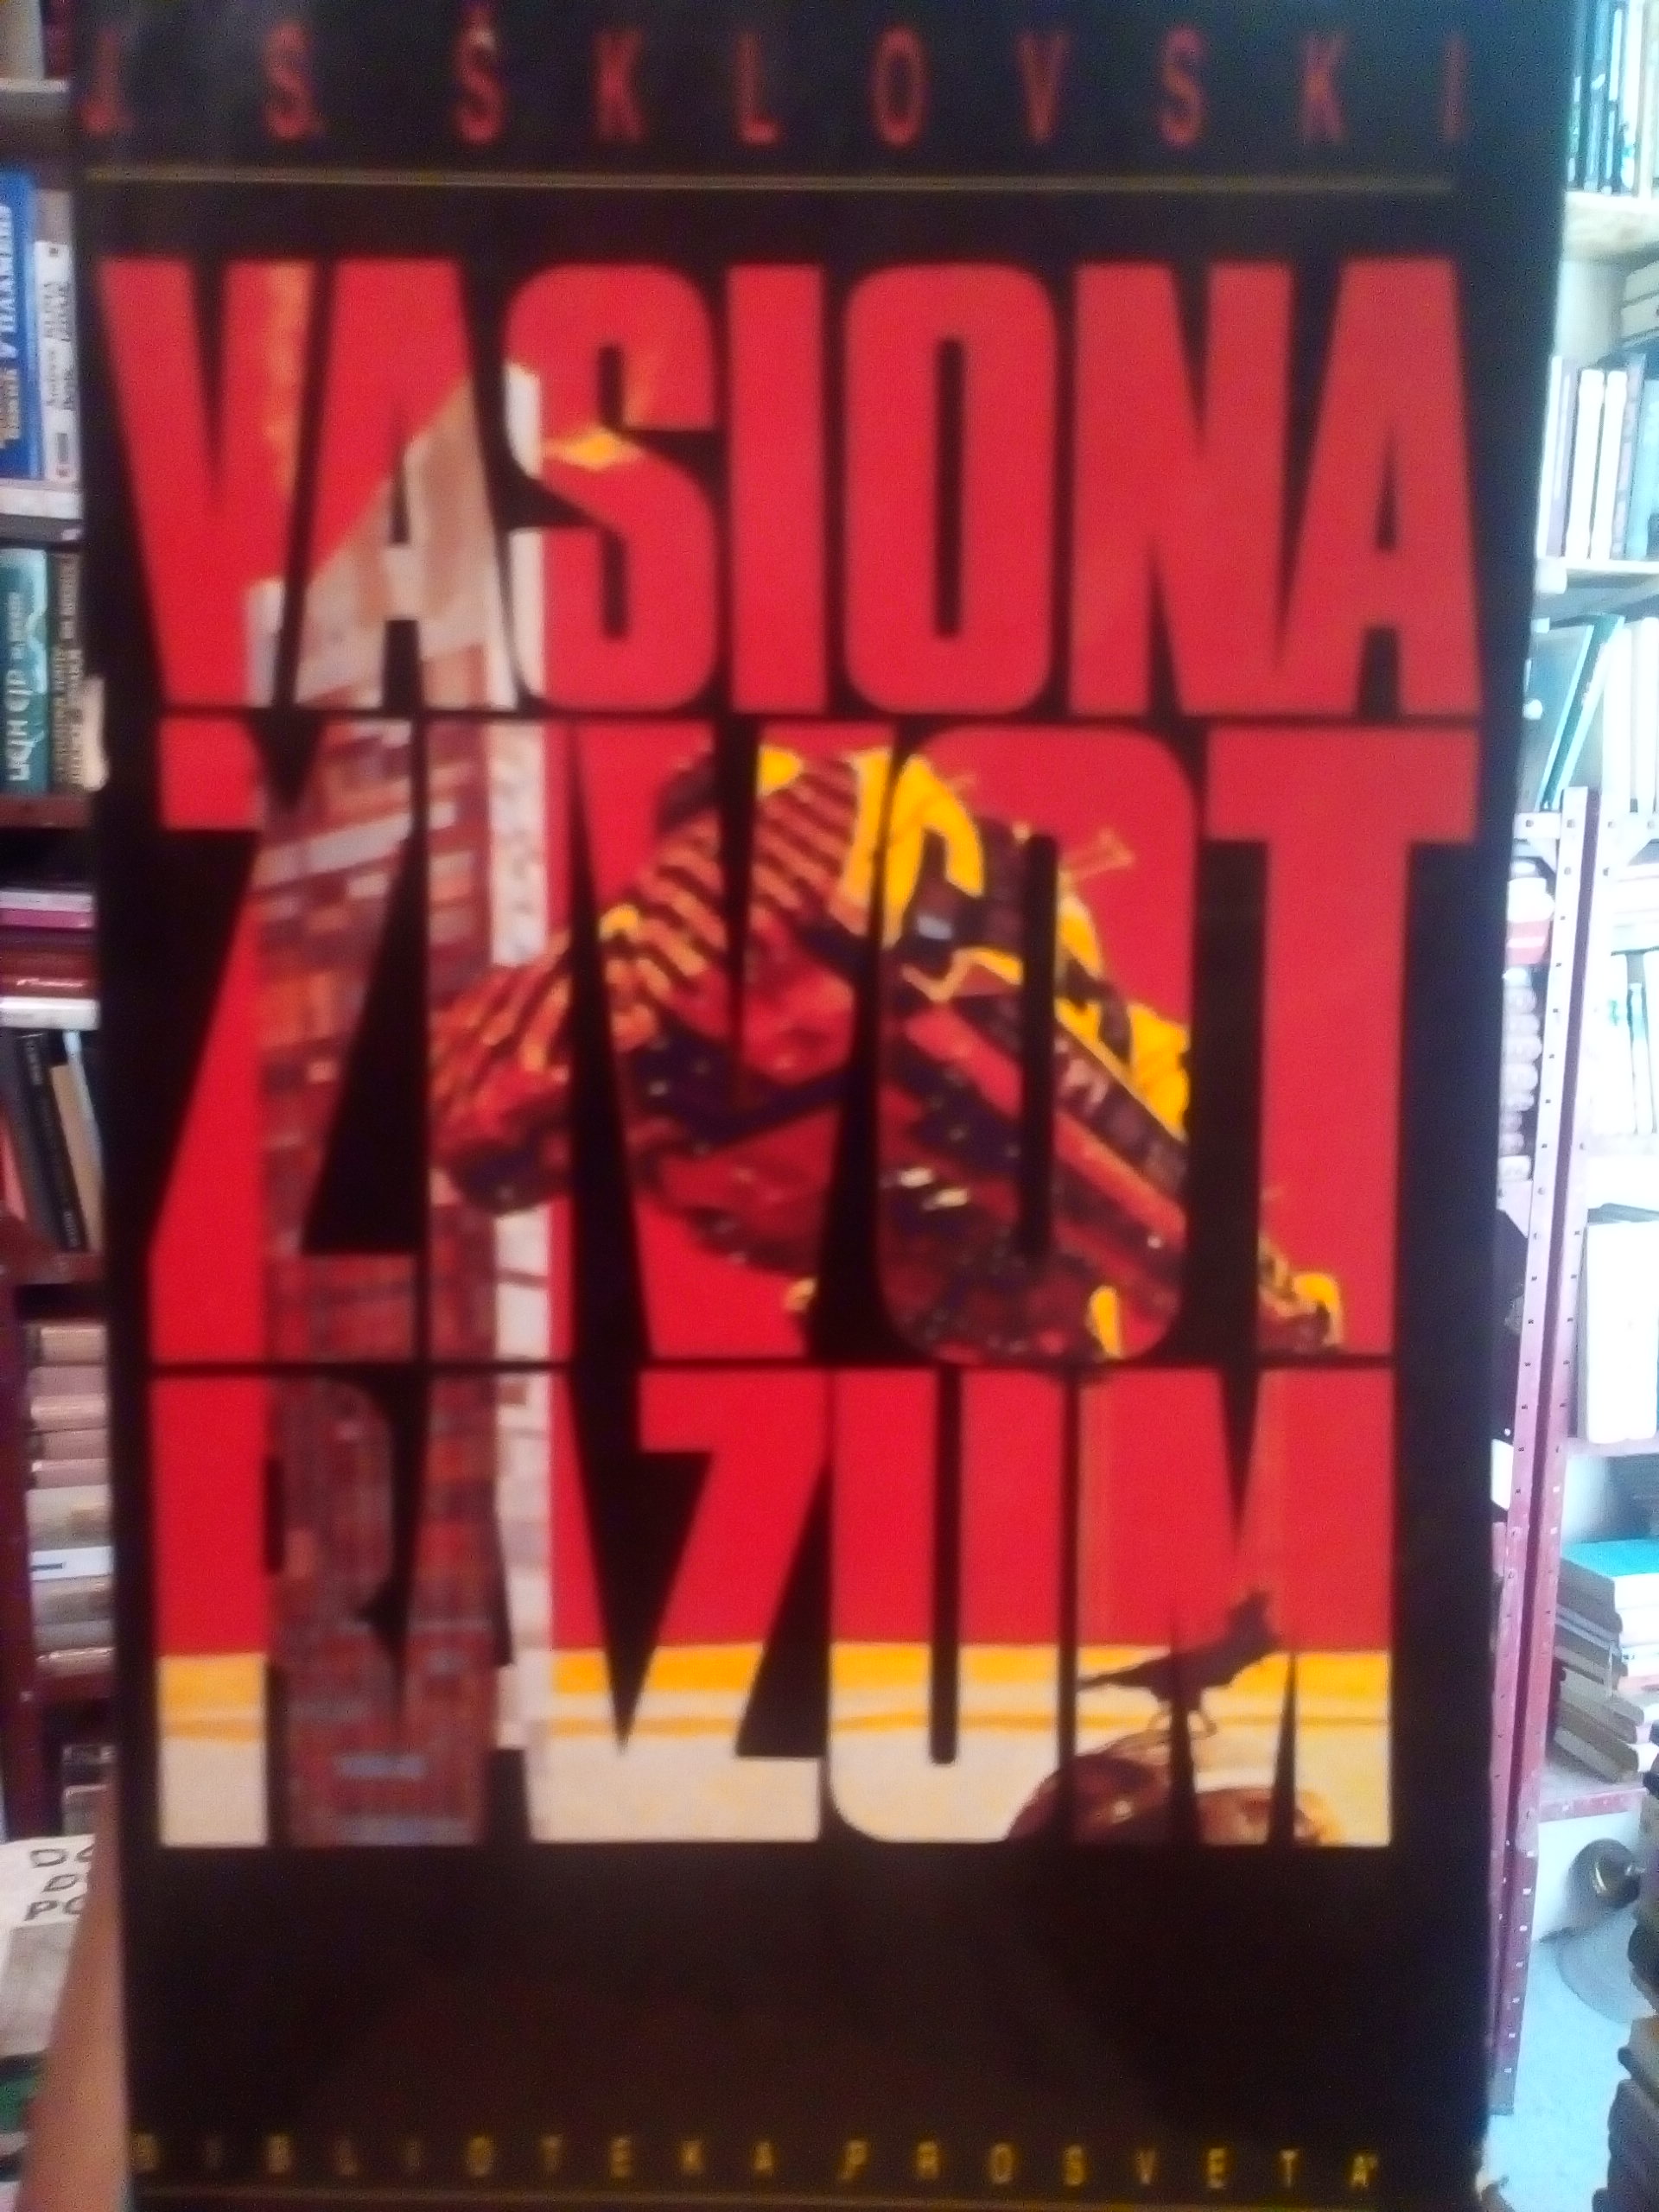 J. S. ŠKLOVSKI
VASIONA
ŽIVOT
RAZUM
BIBLIOTEKA „PROSVETA"